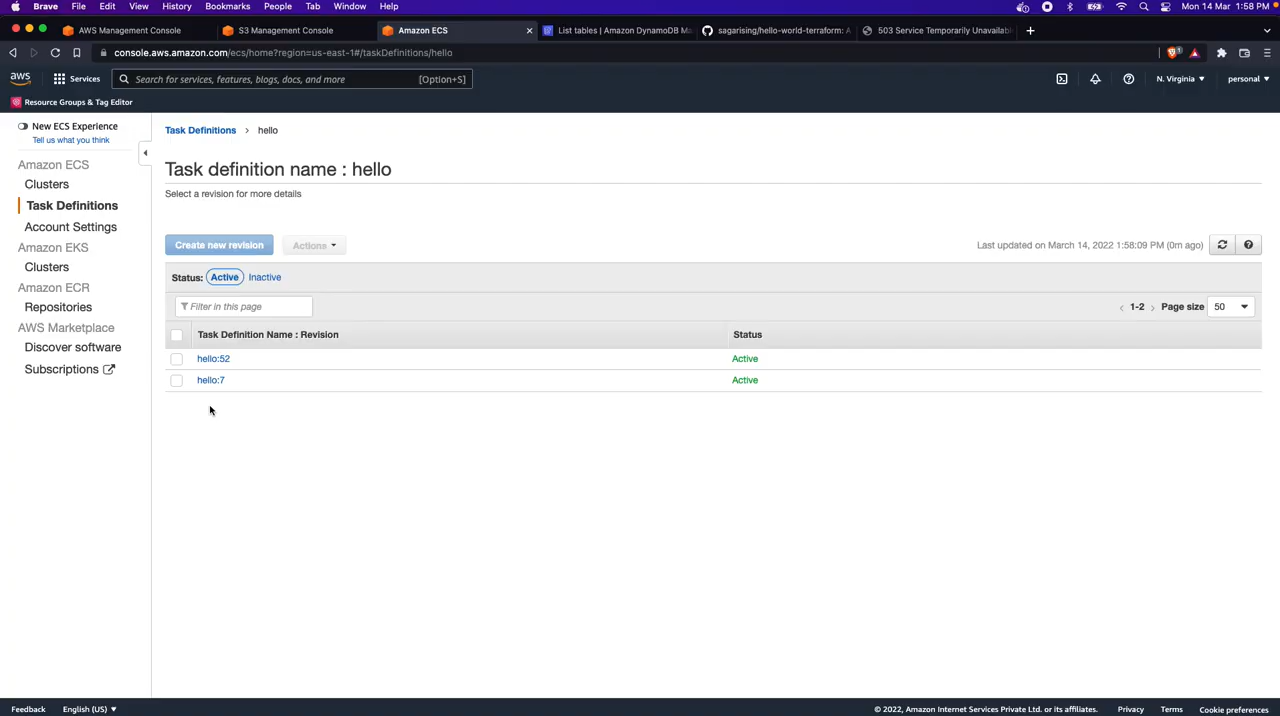 Brave File Edit View History Bookmarks People Tab Window Help Mon 14 Mar 1:58 PM
AWS Management Console S3 Management Console Amazon ECS List tables | Amazon DynamoDB Ma sagarising/hello-world-terraform: A 503 Service Temporarily Unavailab
console.aws.amazon.com/ecs/home?region=us-east-1#/taskDefinitions/hello
aws Services Search for services, features, blogs, docs, and more [Option+S] N. Virginia personal
Resource Groups & Tag Editor
New ECS Experience
Tell us what you think
Amazon ECS
Clusters
Task Definitions
Account Settings
Amazon EKS
Clusters
Amazon ECR
Repositories
AWS Marketplace
Discover software
Subscriptions
Task Definitions > hello
Task definition name : hello
Select a revision for more details
Create new revision Actions Last updated on March 14, 2022 1:58:09 PM (0m ago)
Status: Active Inactive
Filter in this page 1-2 Page size 50
Task Definition Name : Revision Status
hello:52 Active
hello:7 Active
Feedback English (US) © 2022, Amazon Internet Services Private Ltd. or its affiliates. Privacy Terms Cookie preferences